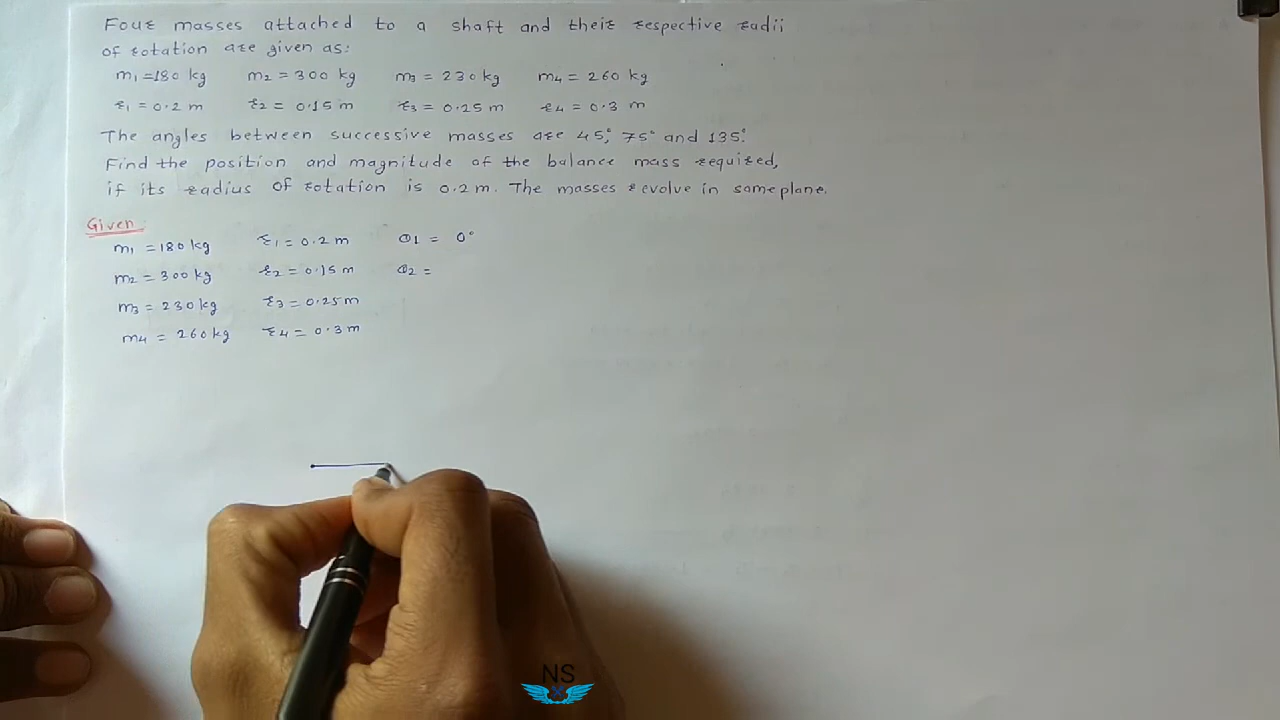 Four masses attached to a shaft and their respective radii
of rotation are given as:
m1 = 180 kg m2 = 300 kg m3 = 230 kg m4 = 260 kg
r1 = 0.2 m r2 = 0.15 m r3 = 0.25 m r4 = 0.3 m
The angles between successive masses are 45°, 75° and 135°.
Find the position and magnitude of the balance mass required,
if its radius of rotation is 0.2 m. The masses revolve in same plane.
Given
m1 = 180 kg r1 = 0.2 m θ1 = 0°
m2 = 300 kg r2 = 0.15 m θ2 =
m3 = 230 kg r3 = 0.25 m
m4 = 260 kg r4 = 0.3 m
NS